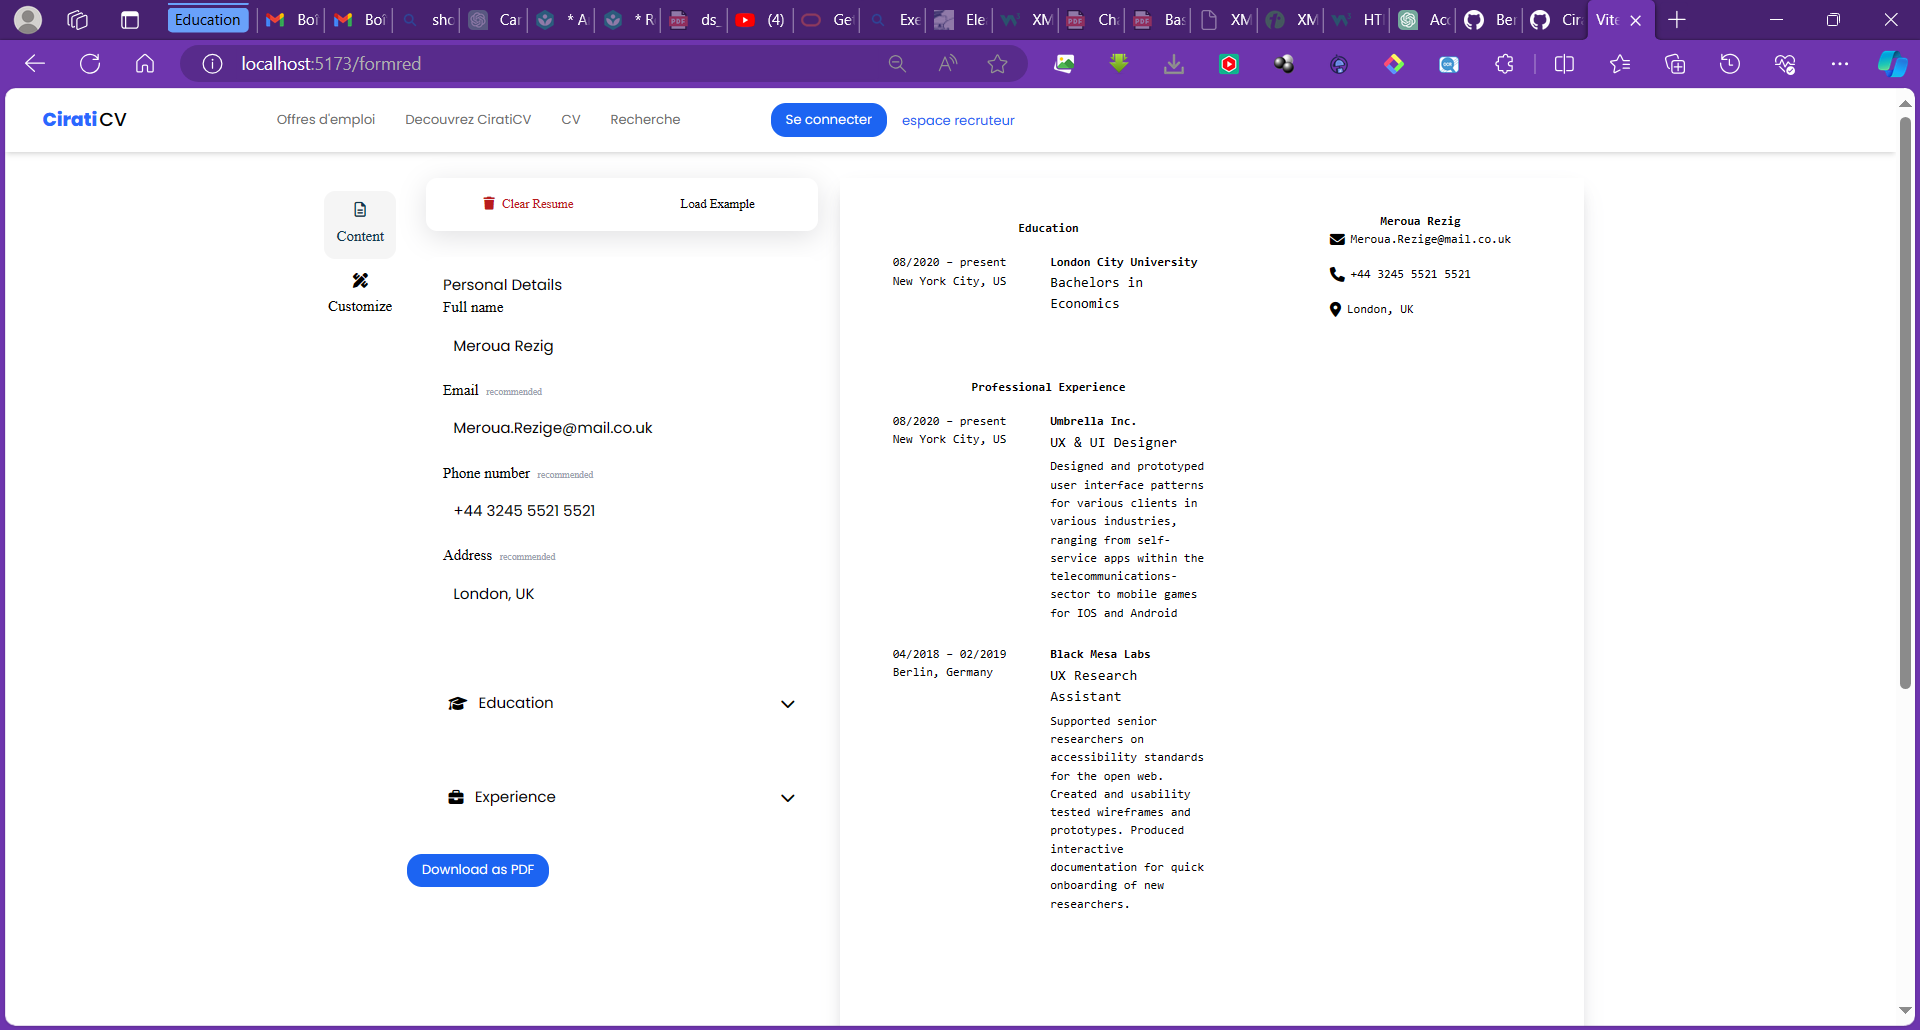 Education
Boî
Boî
sho
Car
* A
* R
ds_
(4)
Ge
Exe
Ele
XM
Cha
Bas
XM
XM
HTI
Acc
Ber
Cir
Vite
localhost:5173/formred
CiratiCV
Offres d'emploi
Decouvrez CiratiCV
CV
Recherche
Se connecter
espace recruteur
Content
Customize
Clear Resume
Load Example
Personal Details
Full name
Meroua Rezig
Email recommended
Meroua.Rezige@mail.co.uk
Phone number recommended
+44 3245 5521 5521
Address recommended
London, UK
Education
Experience
Download as PDF
Education
08/2020 – present
New York City, US
London City University
Bachelors in
Economics
Professional Experience
08/2020 – present
New York City, US
Umbrella Inc.
UX & UI Designer
Designed and prototyped
user interface patterns
for various clients in
various industries,
ranging from self-
service apps within the
telecommunications-
sector to mobile games
for IOS and Android
04/2018 – 02/2019
Berlin, Germany
Black Mesa Labs
UX Research
Assistant
Supported senior
researchers on
accessibility standards
for the open web.
Created and usability
tested wireframes and
prototypes. Produced
interactive
documentation for quick
onboarding of new
researchers.
Meroua Rezig
Meroua.Rezige@mail.co.uk
+44 3245 5521 5521
London, UK